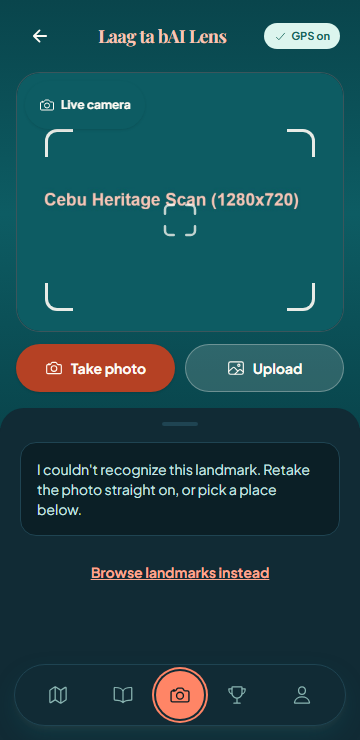 Laag ta bAI Lens
GPS on
Live camera
Cebu Heritage Scan (1280x720)
Take photo
Upload
I couldn't recognize this landmark. Retake
the photo straight on, or pick a place
below.
Browse landmarks instead